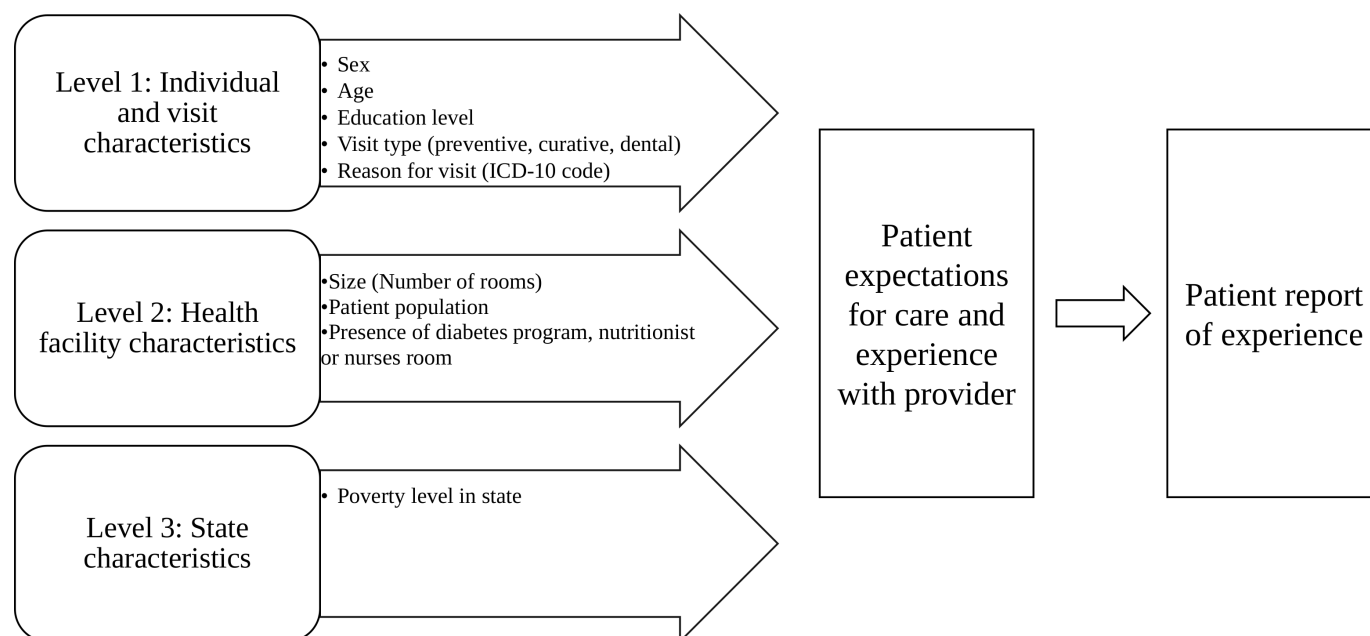 Level 1: Individual
and visit
characteristics
• Sex
• Age
• Education level
• Visit type (preventive, curative, dental)
• Reason for visit (ICD-10 code)
Level 2: Health
facility characteristics
•Size (Number of rooms)
•Patient population
•Presence of diabetes program, nutritionist
or nurses room
Level 3: State
characteristics
• Poverty level in state
Patient
expectations
for care and
experience
with provider
Patient report
of experience